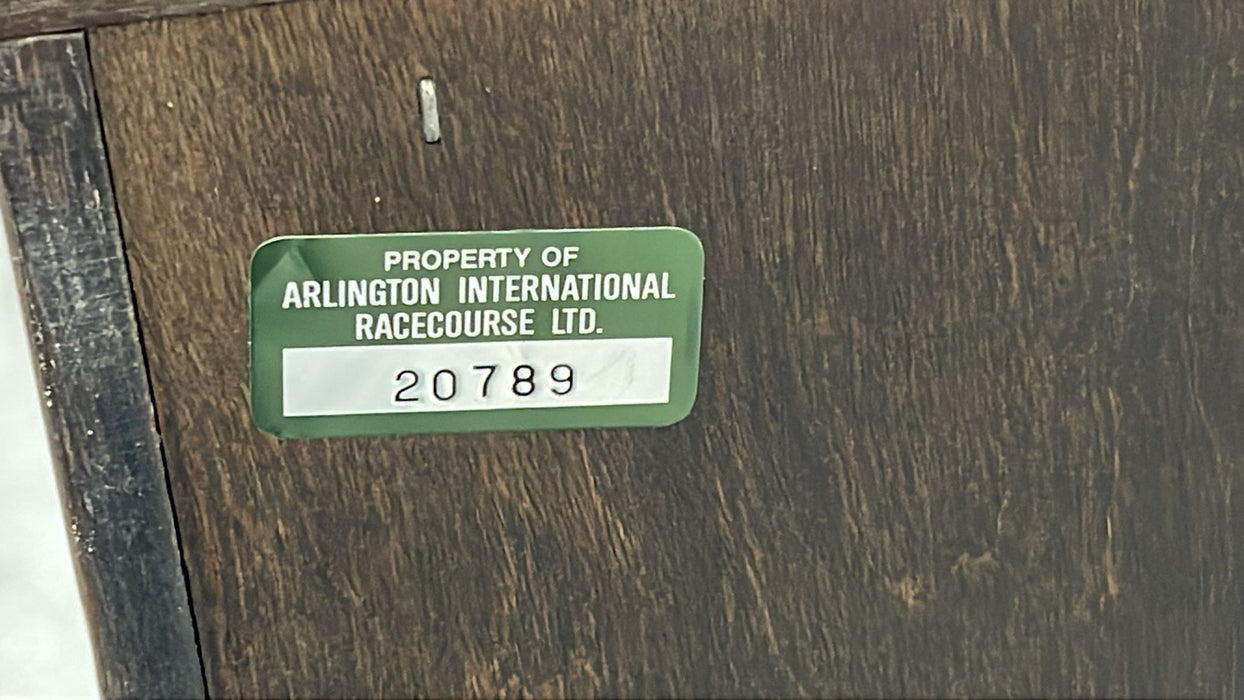 PROPERTY OF
ARLINGTON INTERNATIONAL
RACECOURSE LTD.
20789